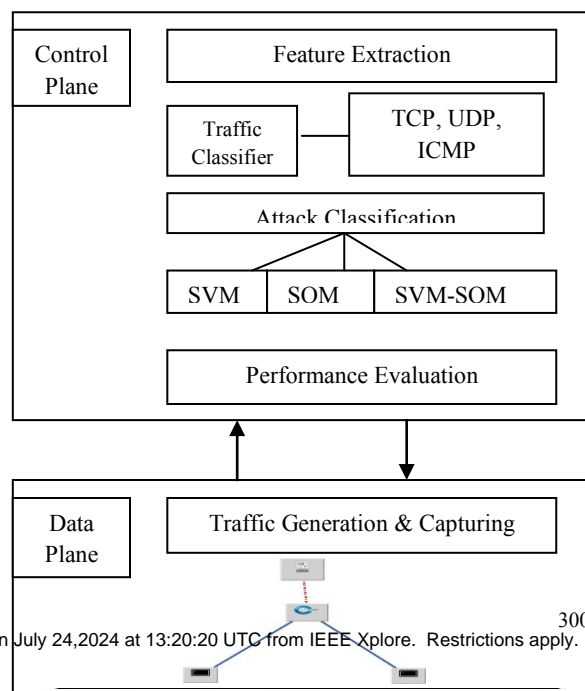 Control
Plane
Feature Extraction
Traffic
Classifier
TCP, UDP,
ICMP
Attack Classification
SVM
SOM
SVM-SOM
Performance Evaluation
Data
Plane
Traffic Generation & Capturing
300
n July 24,2024 at 13:20:20 UTC from IEEE Xplore. Restrictions apply.